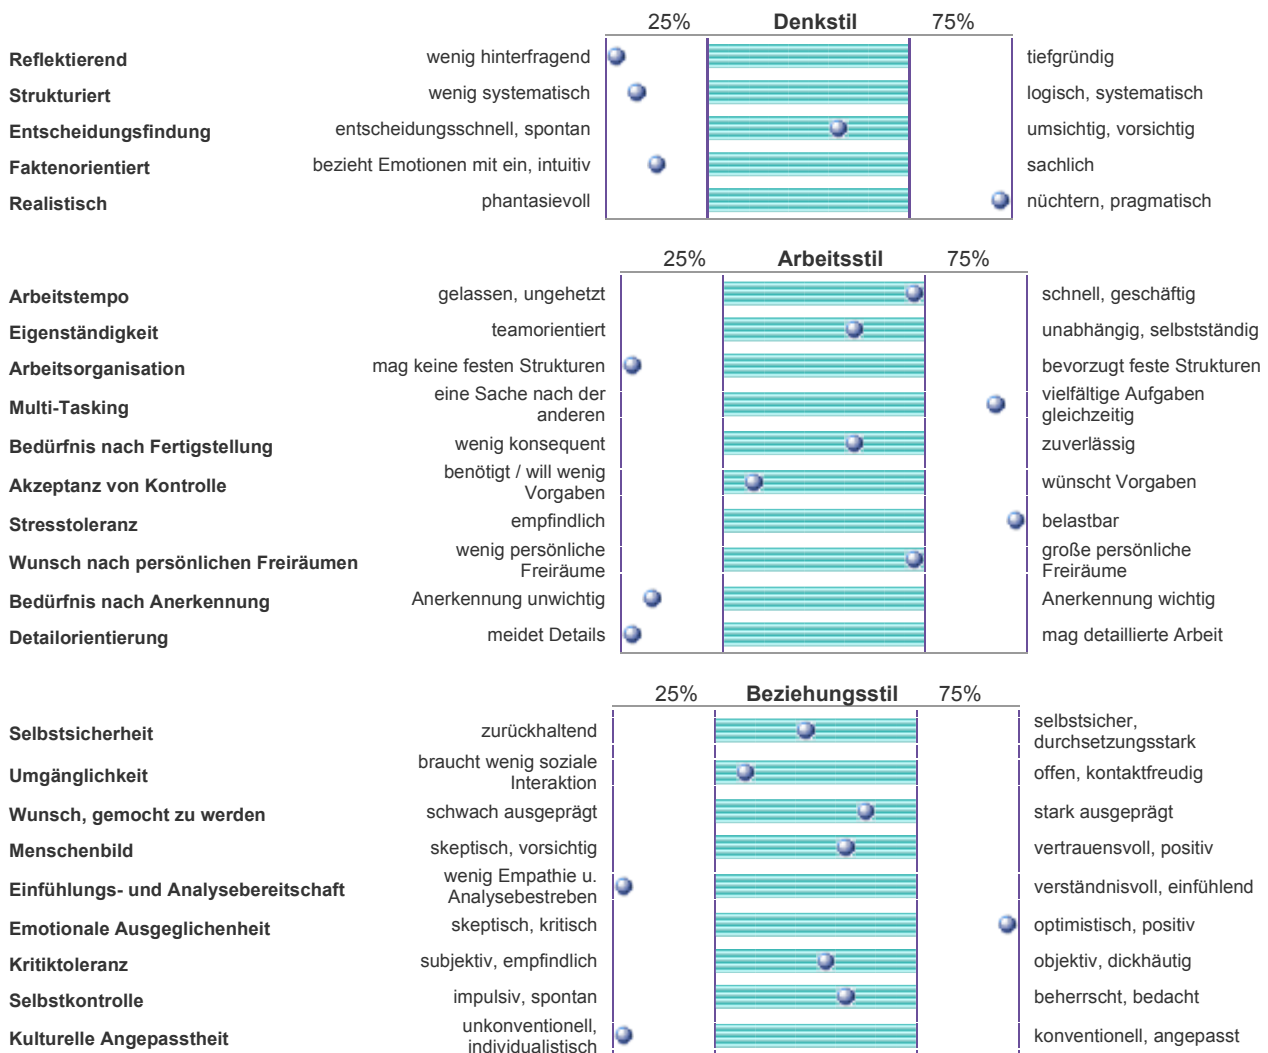 25% Denkstil 75%
Reflektierend wenig hinterfragend tiefgründig
Strukturiert wenig systematisch logisch, systematisch
Entscheidungsfindung entscheidungsschnell, spontan umsichtig, vorsichtig
Faktenorientiert bezieht Emotionen mit ein, intuitiv sachlich
Realistisch phantasievoll nüchtern, pragmatisch
25% Arbeitsstil 75%
Arbeitstempo gelassen, ungehetzt schnell, geschäftig
Eigenständigkeit teamorientiert unabhängig, selbstständig
Arbeitsorganisation mag keine festen Strukturen bevorzugt feste Strukturen
Multi-Tasking eine Sache nach der
anderen
vielfältige Aufgaben
gleichzeitig
Bedürfnis nach Fertigstellung wenig konsequent zuverlässig
Akzeptanz von Kontrolle benötigt / will wenig
Vorgaben
wünscht Vorgaben
Stresstoleranz empfindlich belastbar
Wunsch nach persönlichen Freiräumen wenig persönliche
Freiräume
große persönliche
Freiräume
Bedürfnis nach Anerkennung Anerkennung unwichtig Anerkennung wichtig
Detailorientierung meidet Details mag detaillierte Arbeit
25% Beziehungsstil 75%
Selbstsicherheit zurückhaltend selbstsicher,
durchsetzungsstark
Umgänglichkeit braucht wenig soziale
Interaktion
offen, kontaktfreudig
Wunsch, gemocht zu werden schwach ausgeprägt stark ausgeprägt
Menschenbild skeptisch, vorsichtig vertrauensvoll, positiv
Einfühlungs- und Analysebereitschaft wenig Empathie u.
Analysebestreben
verständnisvoll, einfühlend
Emotionale Ausgeglichenheit skeptisch, kritisch optimistisch, positiv
Kritiktoleranz subjektiv, empfindlich objektiv, dickhäutig
Selbstkontrolle impulsiv, spontan beherrscht, bedacht
Kulturelle Angepasstheit unkonventionell,
individualistisch
konventionell, angepasst